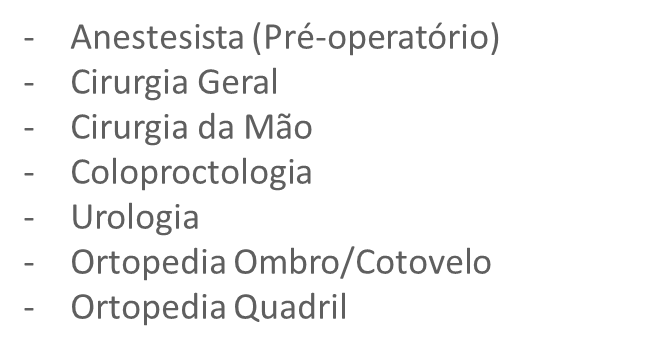 - Anestesista (Pré-operatório)
- Cirurgia Geral
- Cirurgia da Mão
- Coloproctologia
- Urologia
- Ortopedia Ombro/Cotovelo
- Ortopedia Quadril